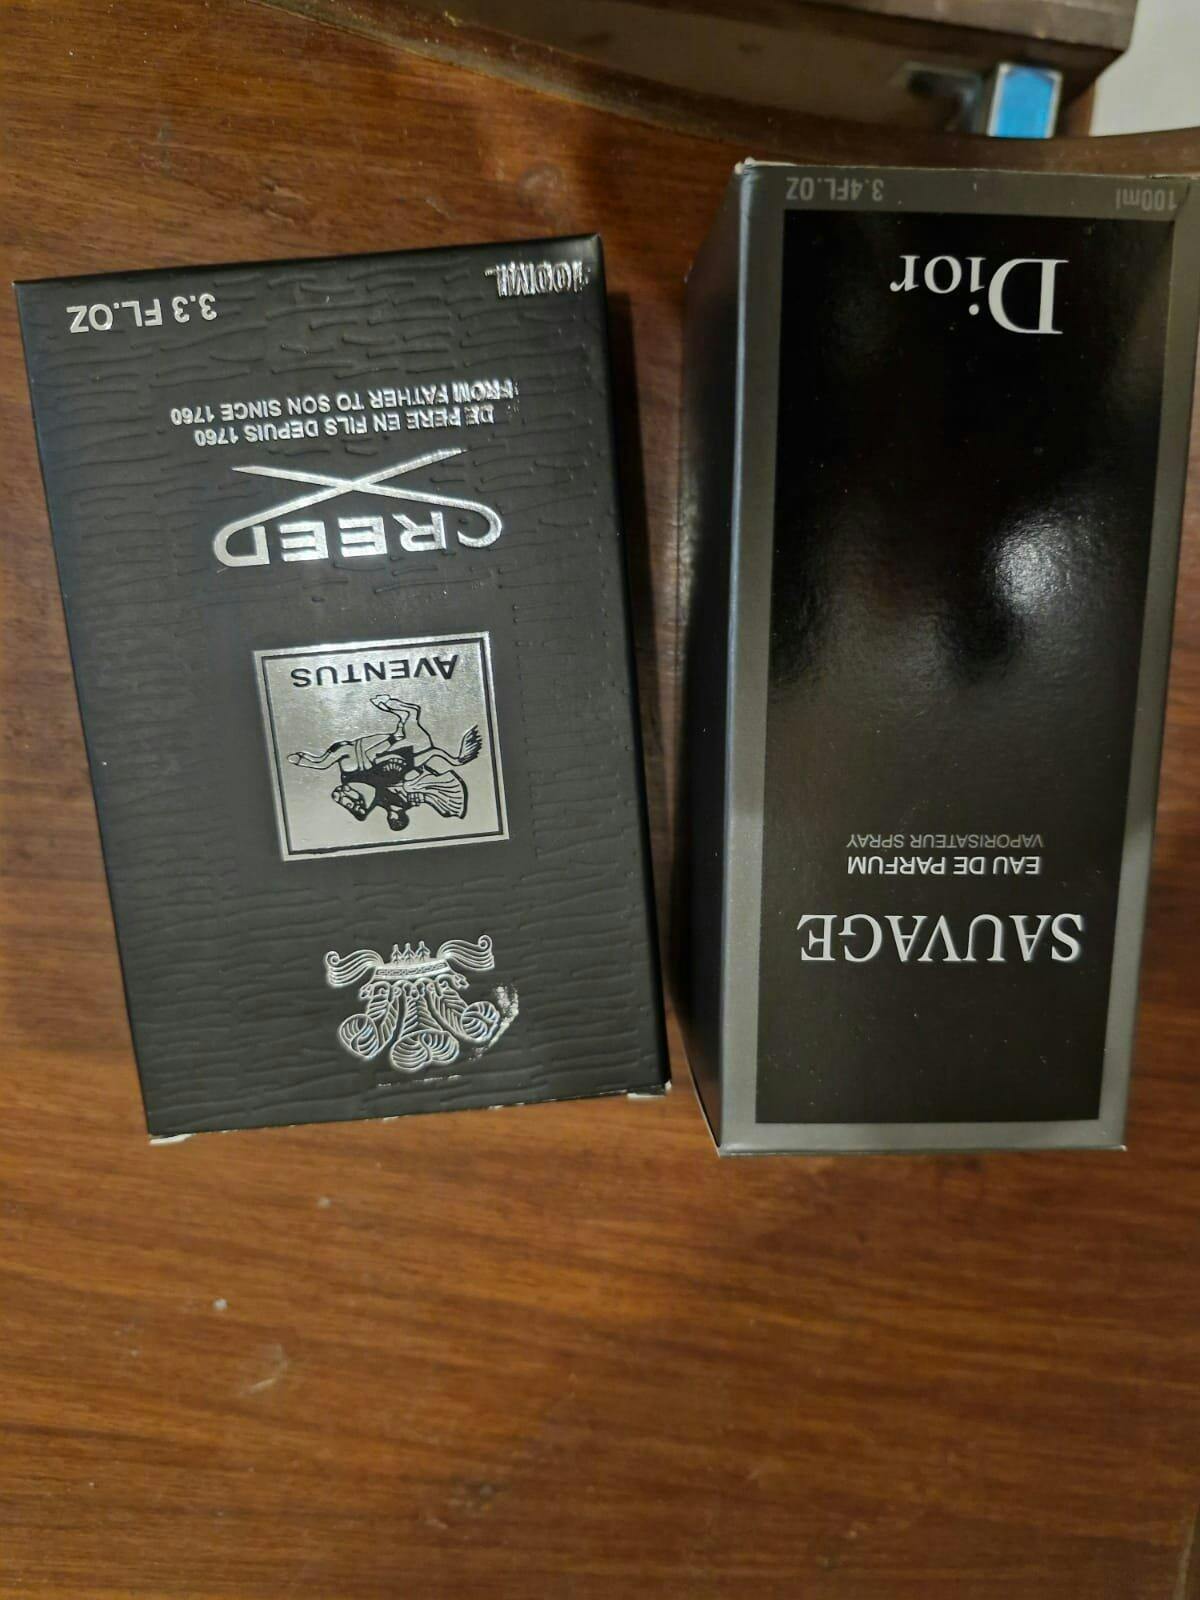 SAUVAGE
EAU DE PARFUM
VAPORISATEUR SPRAY
Dior
100ml 3.4FL.OZ
AVENTUS
CREED
DE PERE EN FILS DEPUIS 1760
FROM FATHER TO SON SINCE 1760
100ML 3.3 FL.OZ